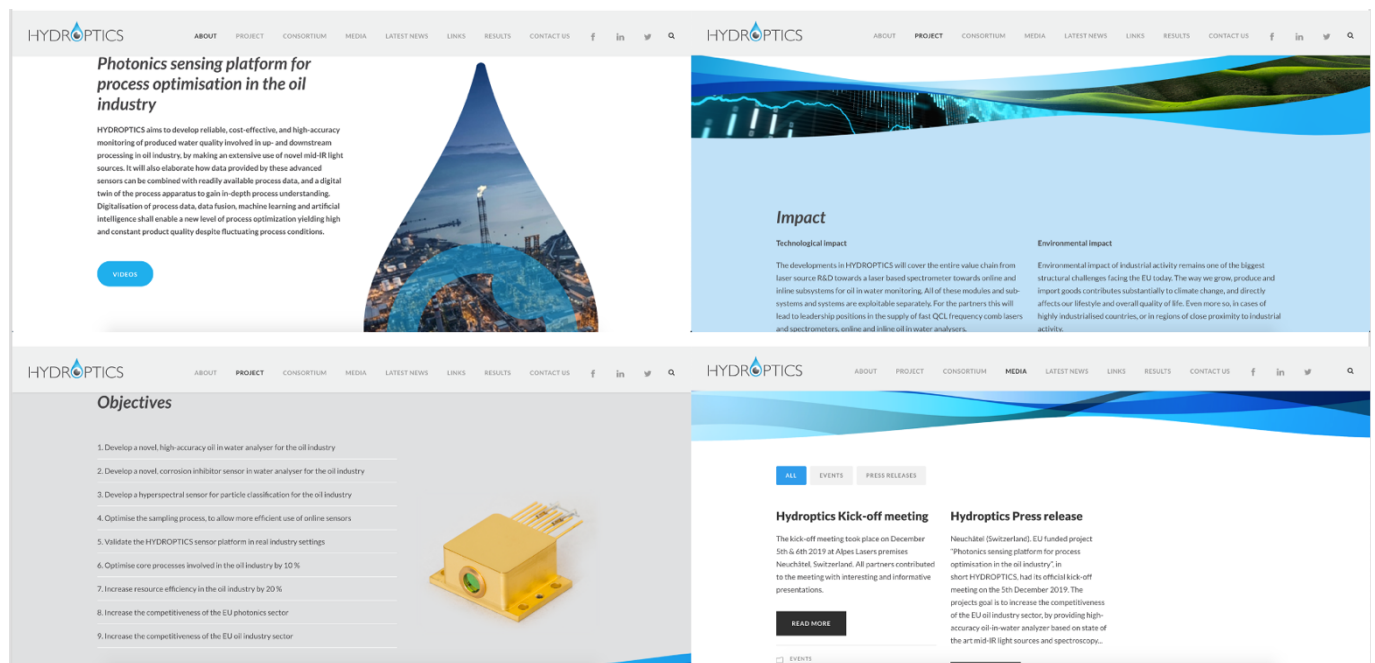 HYDROPTICS
ABOUT PROJECT CONSORTIUM MEDIA LATEST NEWS LINKS RESULTS CONTACT US
Photonics sensing platform for
process optimisation in the oil
industry
HYDROPTICS aims to develop reliable, cost-effective, and high-accuracy
monitoring of produced water quality involved in up- and downstream
processing in oil industry, by making an extensive use of novel mid-IR light
sources. It will also elaborate how data provided by these advanced
sensors can be combined with readily available process data, and a digital
twin of the process apparatus to gain in-depth process understanding.
Digitalisation of process data, data fusion, machine learning and artificial
intelligence shall enable a new level of process optimization yielding high
and constant product quality despite fluctuating process conditions.
VIDEOS
HYDROPTICS
ABOUT PROJECT CONSORTIUM MEDIA LATEST NEWS LINKS RESULTS CONTACT US
Impact
Technological impact
The developments in HYDROPTICS will cover the entire value chain from
laser source R&D towards a laser based spectrometer towards online and
inline subsystems for oil in water monitoring. All of these modules and sub-
systems and systems are exploitable separately. For the partners this will
lead to leadership positions in the supply of fast QCL frequency comb lasers
and spectrometers, online and inline oil in water analysers.
Environmental impact
Environmental impact of industrial activity remains one of the biggest
structural challenges facing the EU today. The way we grow, produce and
import goods contributes substantially to climate change, and directly
affects our lifestyle and overall quality of life. Even more so, in cases of
highly industrialised countries, or in regions of close proximity to industrial
activity.
HYDROPTICS
ABOUT PROJECT CONSORTIUM MEDIA LATEST NEWS LINKS RESULTS CONTACT US
Objectives
1. Develop a novel, high-accuracy oil in water analyser for the oil industry
2. Develop a novel, corrosion inhibitor sensor in water analyser for the oil industry
3. Develop a hyperspectral sensor for particle classification for the oil industry
4. Optimise the sampling process, to allow more efficient use of online sensors
5. Validate the HYDROPTICS sensor platform in real industry settings
6. Optimise core processes involved in the oil industry by 10 %
7. Increase resource efficiency in the oil industry by 20 %
8. Increase the competitiveness of the EU photonics sector
9. Increase the competitiveness of the EU oil industry sector
HYDROPTICS
ABOUT PROJECT CONSORTIUM MEDIA LATEST NEWS LINKS RESULTS CONTACT US
ALL EVENTS PRESS RELEASES
Hydroptics Kick-off meeting
The kick-off meeting took place on December
5th & 6th 2019 at Alpes Lasers premises
Neuchâtel, Switzerland. All partners contributed
to the meeting with interesting and informative
presentations.
READ MORE
EVENTS
Hydroptics Press release
Neuchâtel (Switzerland). EU funded project
"Photonics sensing platform for process
optimisation in the oil industry", in
short HYDROPTICS, had its official kick-off
meeting on the 5th December 2019. The
projects goal is to increase the competitiveness
of the EU oil industry sector, by providing high-
accuracy oil-in-water analyzer based on state of
the art mid-IR light sources and spectroscopy...